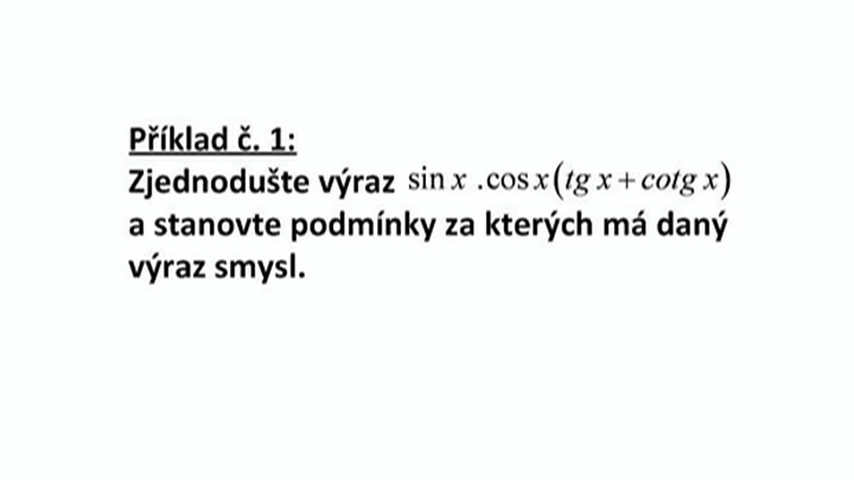 Příklad č. 1:
Zjednodušte výraz sin x .cos x(tg x + cotg x)
a stanovte podmínky za kterých má daný
výraz smysl.